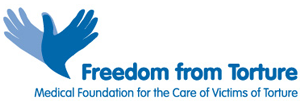 Freedom from Torture
Medical Foundation for the Care of Victims of Torture